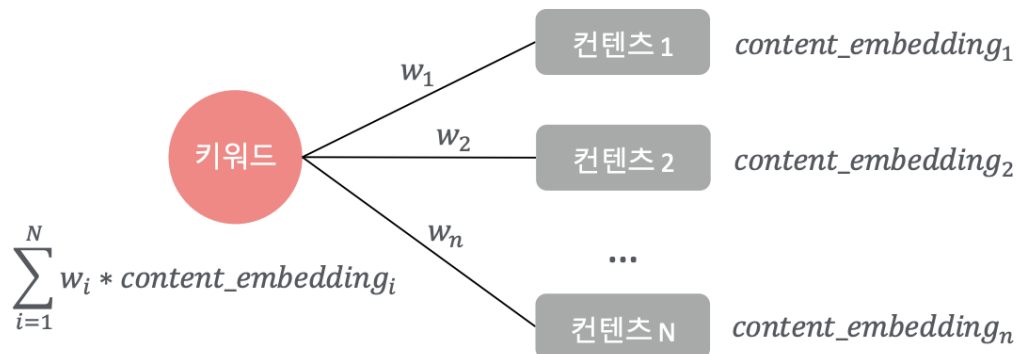 컨텐츠 1
content_embedding₁
w₁
키워드
w₂
컨텐츠 2
content_embedding₂
wₙ
...
N
∑ wᵢ * content_embeddingᵢ
i=1
컨텐츠 N
content_embeddingₙ